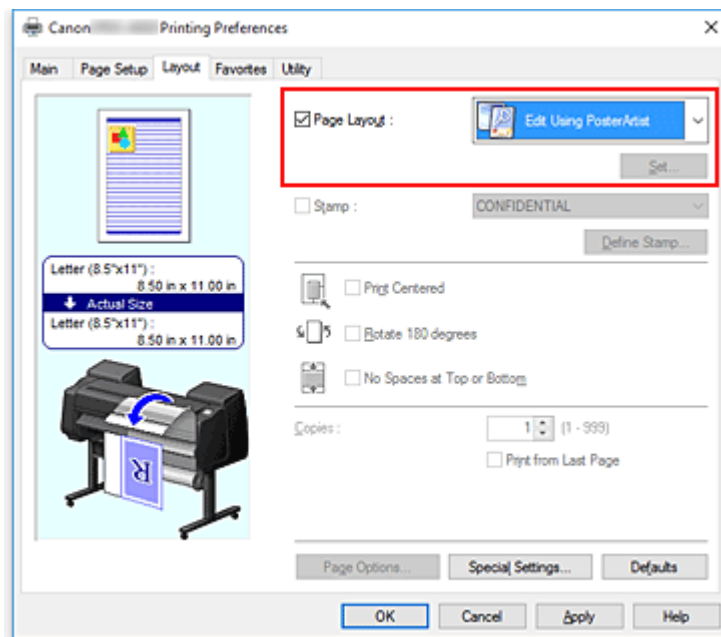 Canon Printing Preferences
Main Page Setup Layout Favorites Utility
Page Layout : Edit Using PosterArtist
Set...
Stamp : CONFIDENTIAL
Define Stamp...
Letter (8.5"x11") :
8.50 in x 11.00 in
Actual Size
Letter (8.5"x11") :
8.50 in x 11.00 in
Print Centered
Rotate 180 degrees
No Spaces at Top or Bottom
Copies : 1 (1 - 999)
Print from Last Page
R
Page Options... Special Settings... Defaults
OK Cancel Apply Help